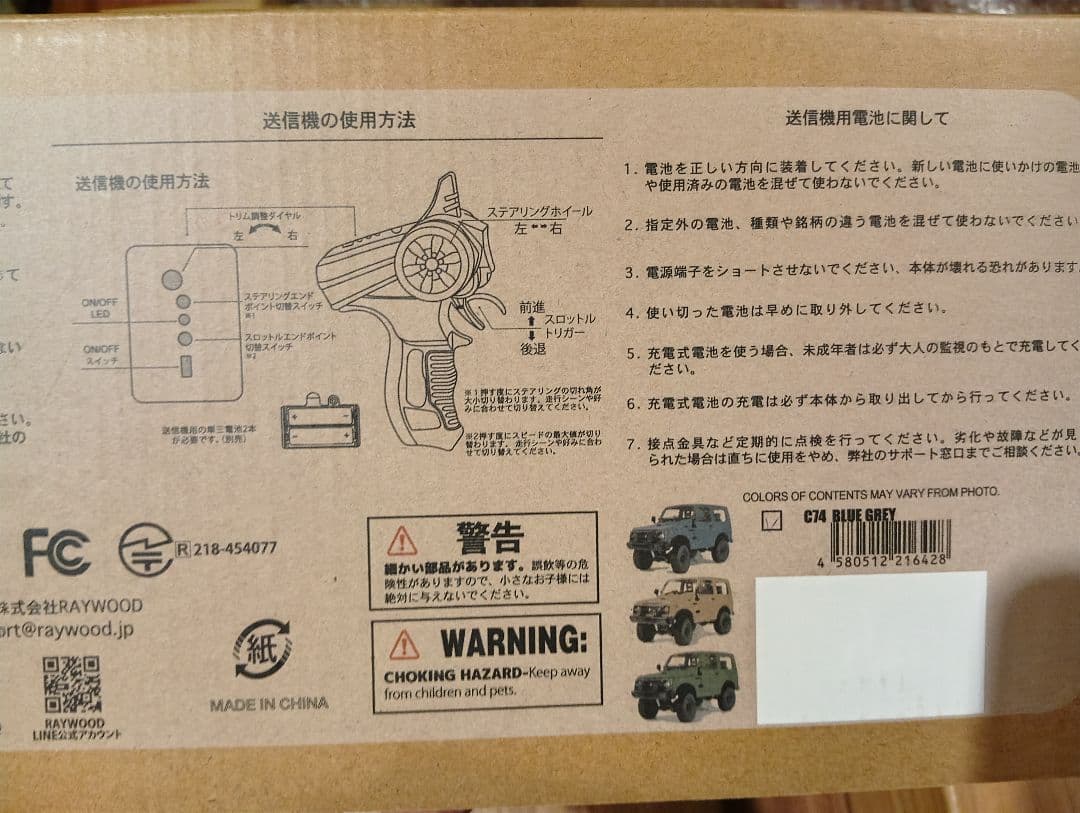 送信機の使用方法
送信機の使用方法
トリム調整ダイヤル
左 右
ON/OFF
LED
ON/OFF
スイッチ
ステアリングエンド
ポイント切替スイッチ
※1
スロットルエンドポイント
切替スイッチ
※2
ステアリングホイール
左 右
前進
スロットル
トリガー
後退
送信機用の単三電池2本
が必要です。(別売)
※1押す度にステアリングの切れ角が
大小切り替わります。走行シーンや好
みに合わせて切り替えてください。
※2押す度にスピードの最大値が切り
替わります。走行シーンや好みに合わ
せて切り替えてください。
て
す。
て
ない
さい。
社の
送信機用電池に関して
1. 電池を正しい方向に装着してください。新しい電池に使いかけの電池
や使用済みの電池を混ぜて使わないでください。
2. 指定外の電池、種類や銘柄の違う電池を混ぜて使わないでください
3. 電源端子をショートさせないでください、本体が壊れる恐れがあります。
4. 使い切った電池は早めに取り外してください。
5. 充電式電池を使う場合、未成年者は必ず大人の監視のもとで充電してく
ださい。
6. 充電式電池の充電は必ず本体から取り出してから行ってください。
7. 接点金具など定期的に点検を行ってください。劣化や故障などが見
られた場合は直ちに使用をやめ、弊社のサポート窓口までご相談ください。
FC
R 218-454077
株式会社RAYWOOD
ort@raywood.jp
RAYWOOD
LINE公式アカウント
紙
MADE IN CHINA
警告
細かい部品があります。誤飲等の危
険性がありますので、小さなお子様には
絶対に与えないでください。
WARNING:
CHOKING HAZARD-Keep away
from children and pets.
COLORS OF CONTENTS MAY VARY FROM PHOTO.
C74 BLUE GREY
4 580512 216428